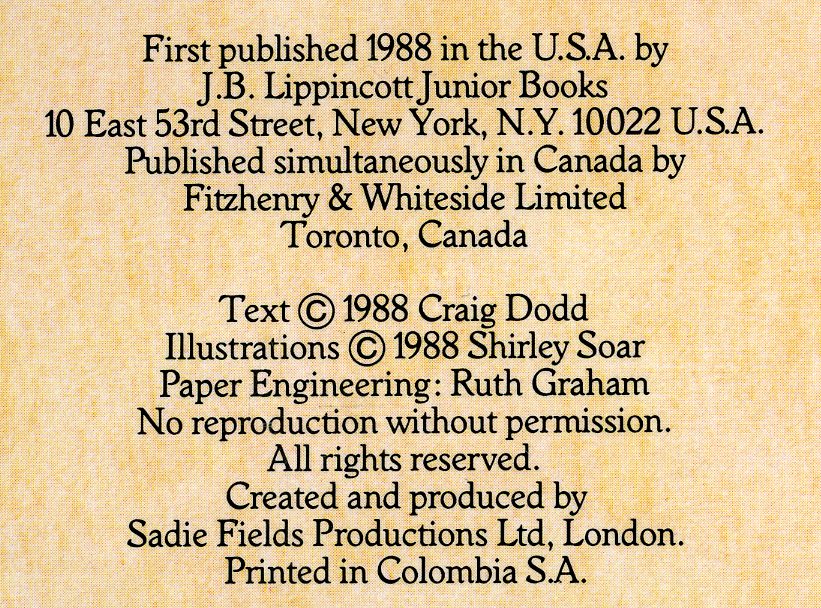 First published 1988 in the U.S.A. by
J.B. Lippincott Junior Books
10 East 53rd Street, New York, N.Y. 10022 U.S.A.
Published simultaneously in Canada by
Fitzhenry & Whiteside Limited
Toronto, Canada
Text © 1988 Craig Dodd
Illustrations © 1988 Shirley Soar
Paper Engineering: Ruth Graham
No reproduction without permission.
All rights reserved.
Created and produced by
Sadie Fields Productions Ltd, London.
Printed in Colombia S.A.